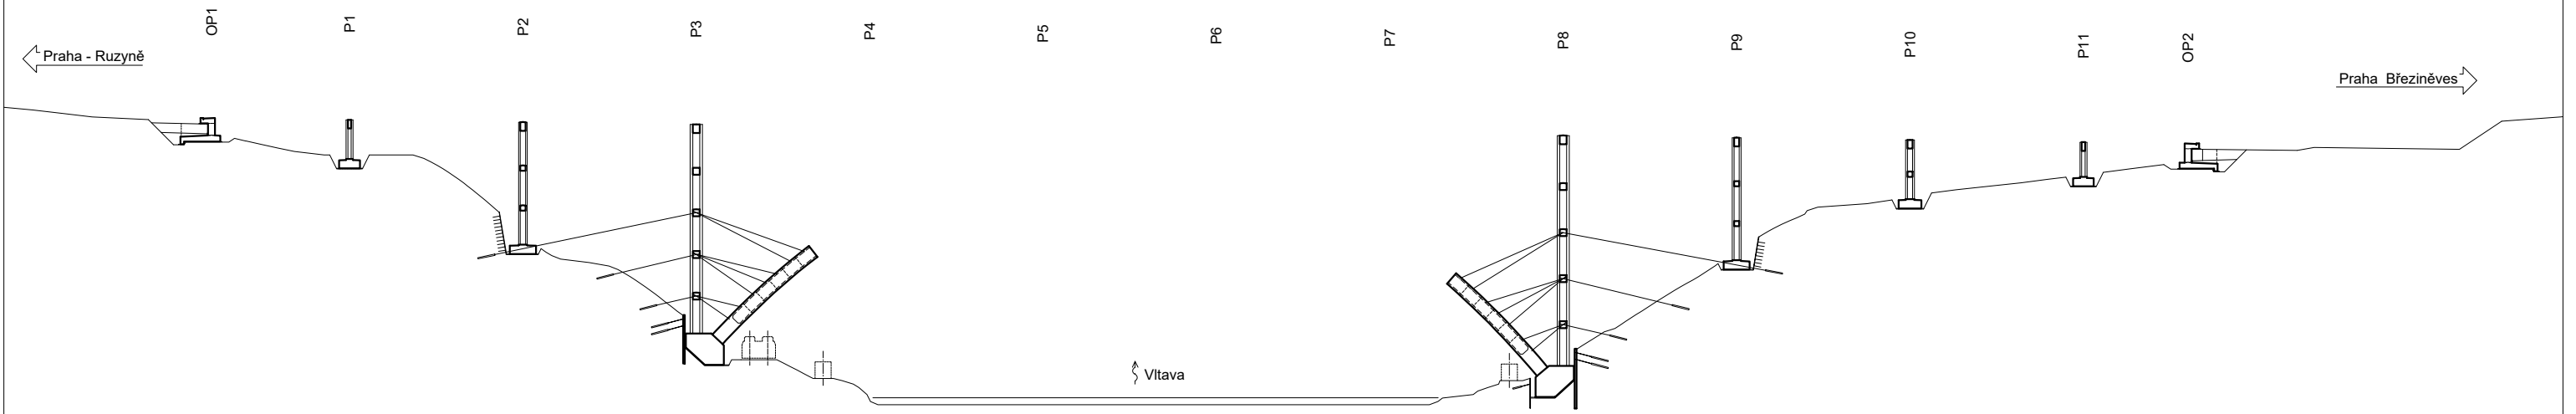 OP1
P1
P2
P3
P4
P5
P6
P7
P8
P9
P10
P11
OP2
Praha - Ruzyně
Praha Březiněves
Vltava